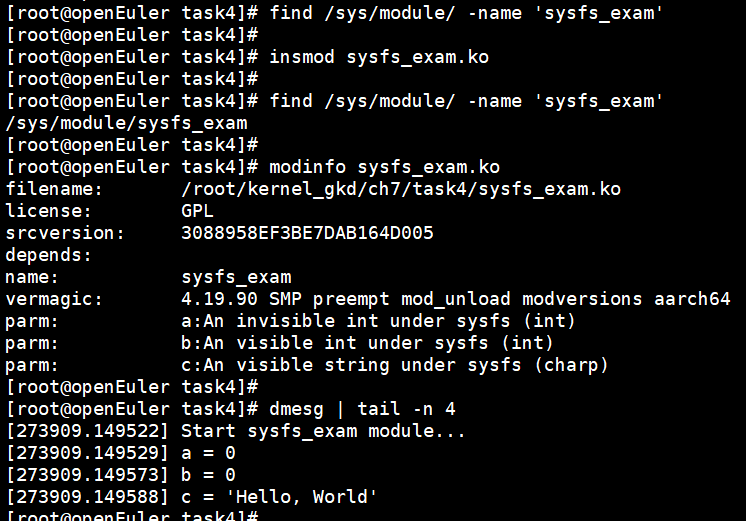 [root@openEuler task4]# find /sys/module/ -name 'sysfs_exam'
[root@openEuler task4]#
[root@openEuler task4]# insmod sysfs_exam.ko
[root@openEuler task4]#
[root@openEuler task4]# find /sys/module/ -name 'sysfs_exam'
/sys/module/sysfs_exam
[root@openEuler task4]#
[root@openEuler task4]# modinfo sysfs_exam.ko
filename:       /root/kernel_gkd/ch7/task4/sysfs_exam.ko
license:        GPL
srcversion:     3088958EF3BE7DAB164D005
depends:
name:           sysfs_exam
vermagic:       4.19.90 SMP preempt mod_unload modversions aarch64
parm:           a:An invisible int under sysfs (int)
parm:           b:An visible int under sysfs (int)
parm:           c:An visible string under sysfs (charp)
[root@openEuler task4]#
[root@openEuler task4]# dmesg | tail -n 4
[273909.149522] Start sysfs_exam module...
[273909.149529] a = 0
[273909.149573] b = 0
[273909.149588] c = 'Hello, World'
[root@openEuler task4]#